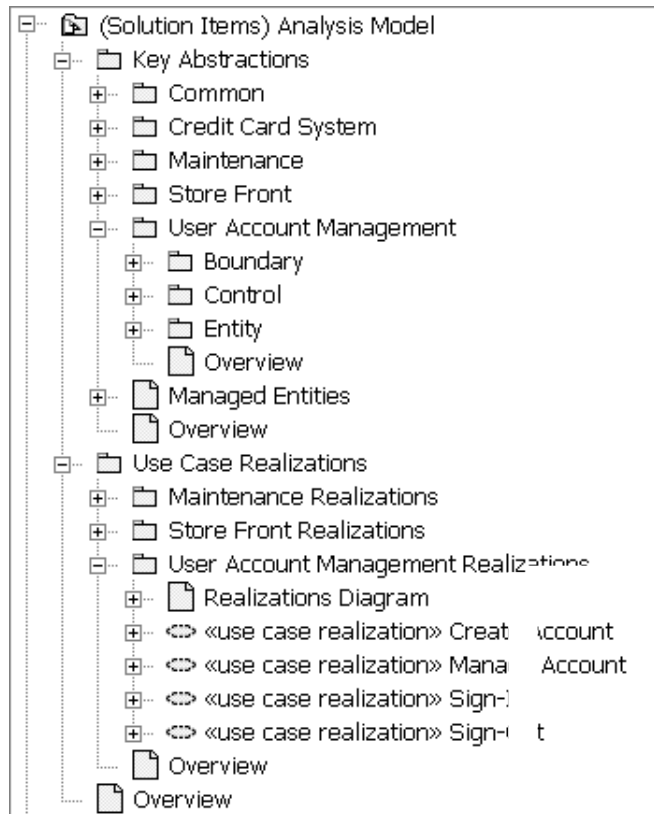 (Solution Items) Analysis Model
Key Abstractions
Common
Credit Card System
Maintenance
Store Front
User Account Management
Boundary
Control
Entity
Overview
Managed Entities
Overview
Use Case Realizations
Maintenance Realizations
Store Front Realizations
User Account Management Realizations
Realizations Diagram
«use case realization» Account
«use case realization» Account
«use case realization»
«use case realization»
Overview
Overview